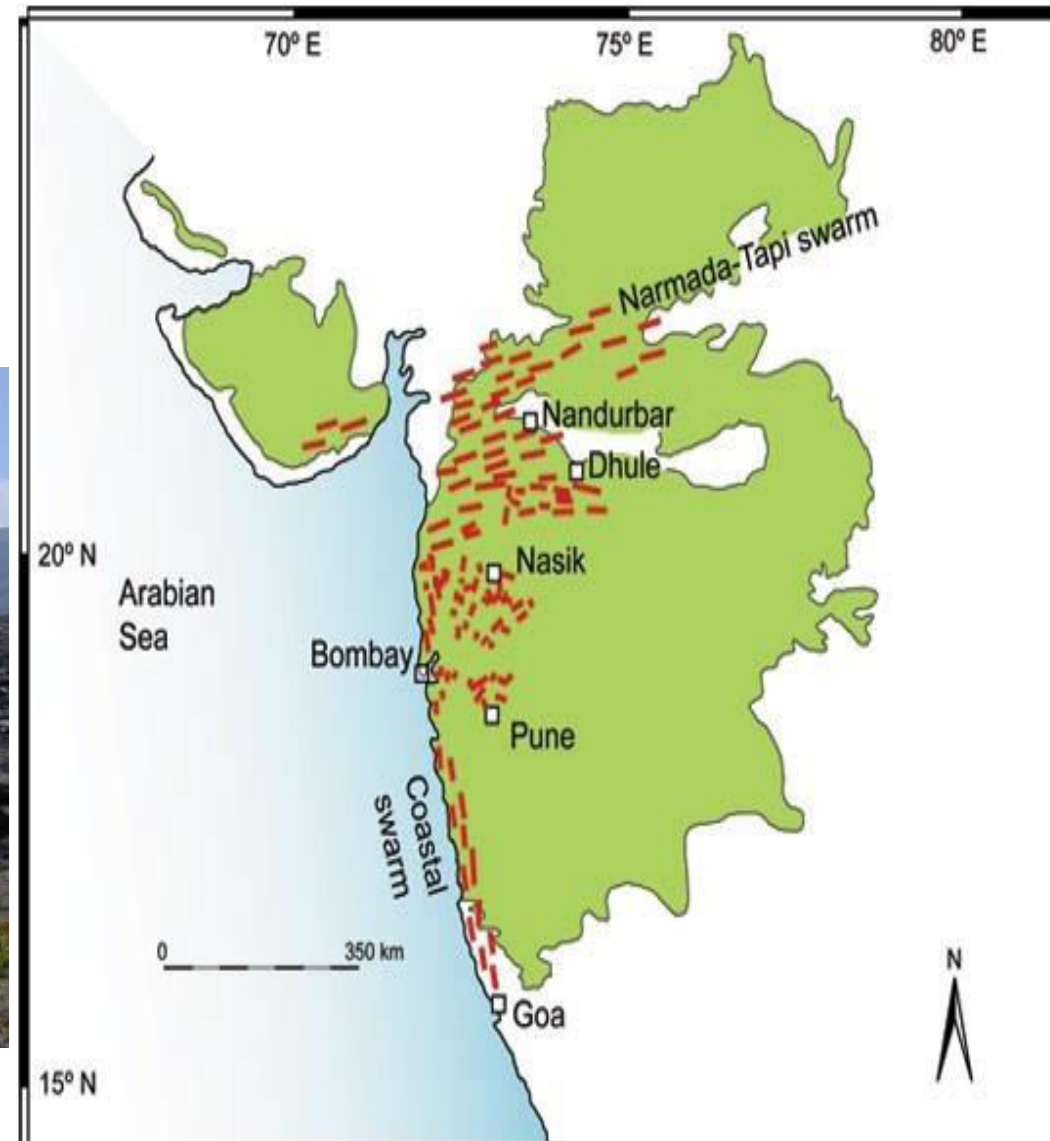 70º E
75º E
80º E
Narmada-Tapi swarm
Nandurbar
Dhule
20º N
Nasik
Arabian
Sea
Bombay
Pune
Coastal
swarm
0
350 km
N
Goa
15º N